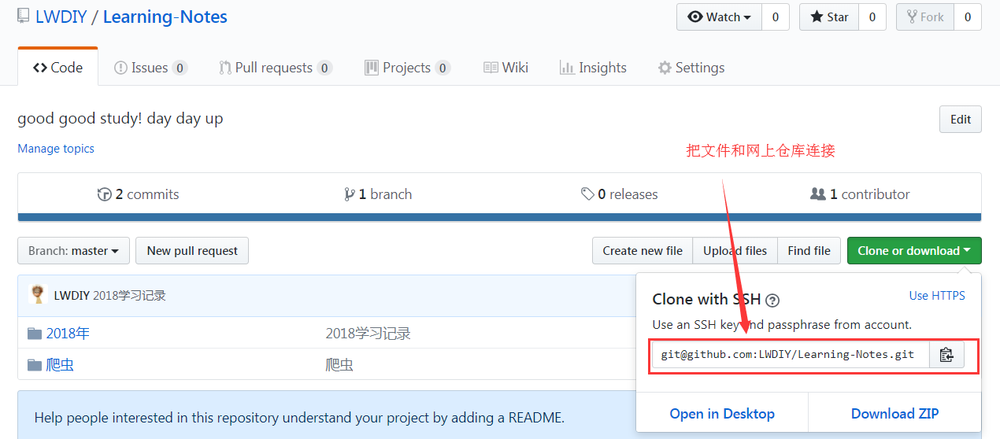 LWDIY / Learning-Notes Watch 0 Star 0 Fork 0
Code Issues 0 Pull requests 0 Projects 0 Wiki Insights Settings
good good study! day day up Edit
Manage topics
把文件和网上仓库连接
2 commits 1 branch 0 releases 1 contributor
Branch: master New pull request Create new file Upload files Find file Clone or download
LWDIY 2018学习记录
Clone with SSH ? Use HTTPS
Use an SSH key and passphrase from account.
2018年 2018学习记录
git@github.com:LWDIY/Learning-Notes.git
爬虫 爬虫
Open in Desktop Download ZIP
Help people interested in this repository understand your project by adding a README.